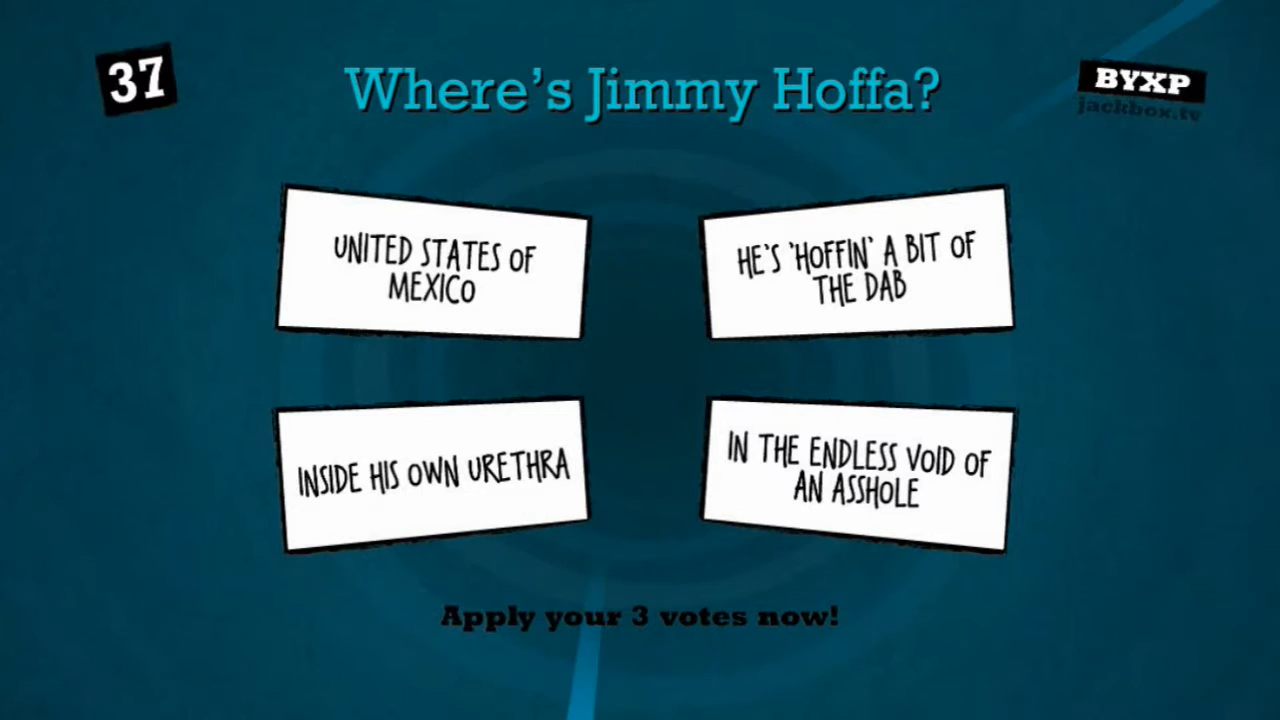 37
Where's Jimmy Hoffa?
BYXP
jackbox.tv
UNITED STATES OF
MEXICO
HE'S 'HOFFIN' A BIT OF
THE DAB
INSIDE HIS OWN URETHRA
IN THE ENDLESS VOID OF
AN ASSHOLE
Apply your 3 votes now!